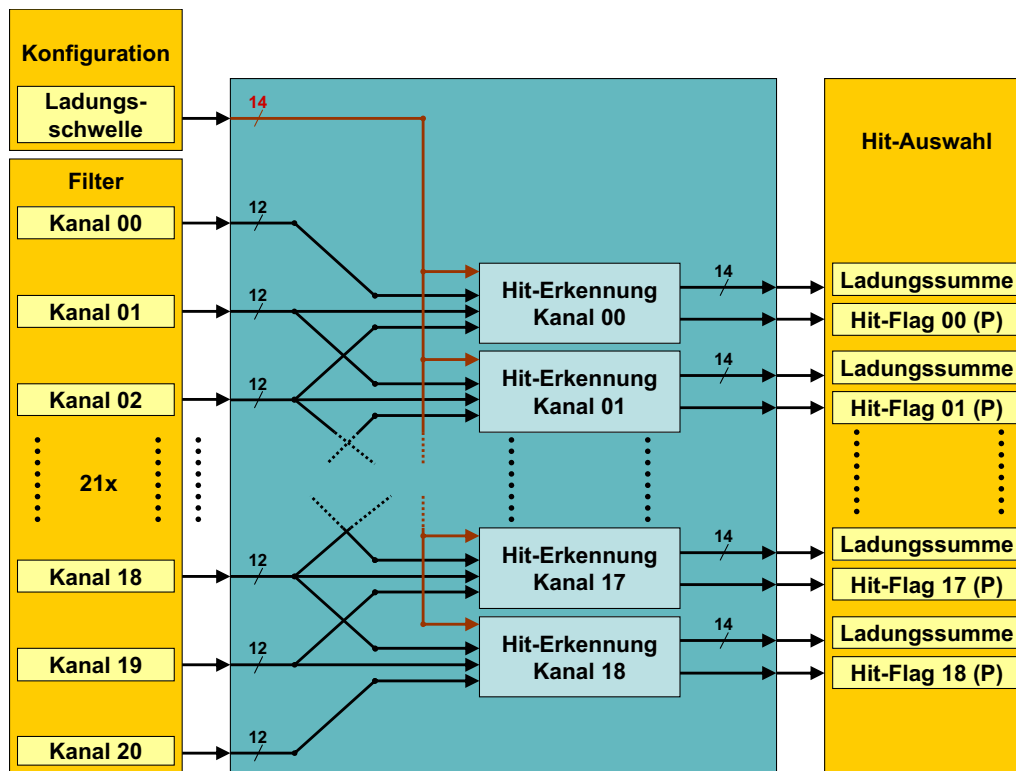 Konfiguration
Ladungs-
schwelle
14
Filter
Kanal 00
12
Kanal 01
12
Kanal 02
12
21x
Kanal 18
12
Kanal 19
12
Kanal 20
12
Hit-Erkennung
Kanal 00
14
Hit-Erkennung
Kanal 01
14
Hit-Erkennung
Kanal 17
14
Hit-Erkennung
Kanal 18
14
Hit-Auswahl
Ladungssumme
Hit-Flag 00 (P)
Ladungssumme
Hit-Flag 01 (P)
Ladungssumme
Hit-Flag 17 (P)
Ladungssumme
Hit-Flag 18 (P)